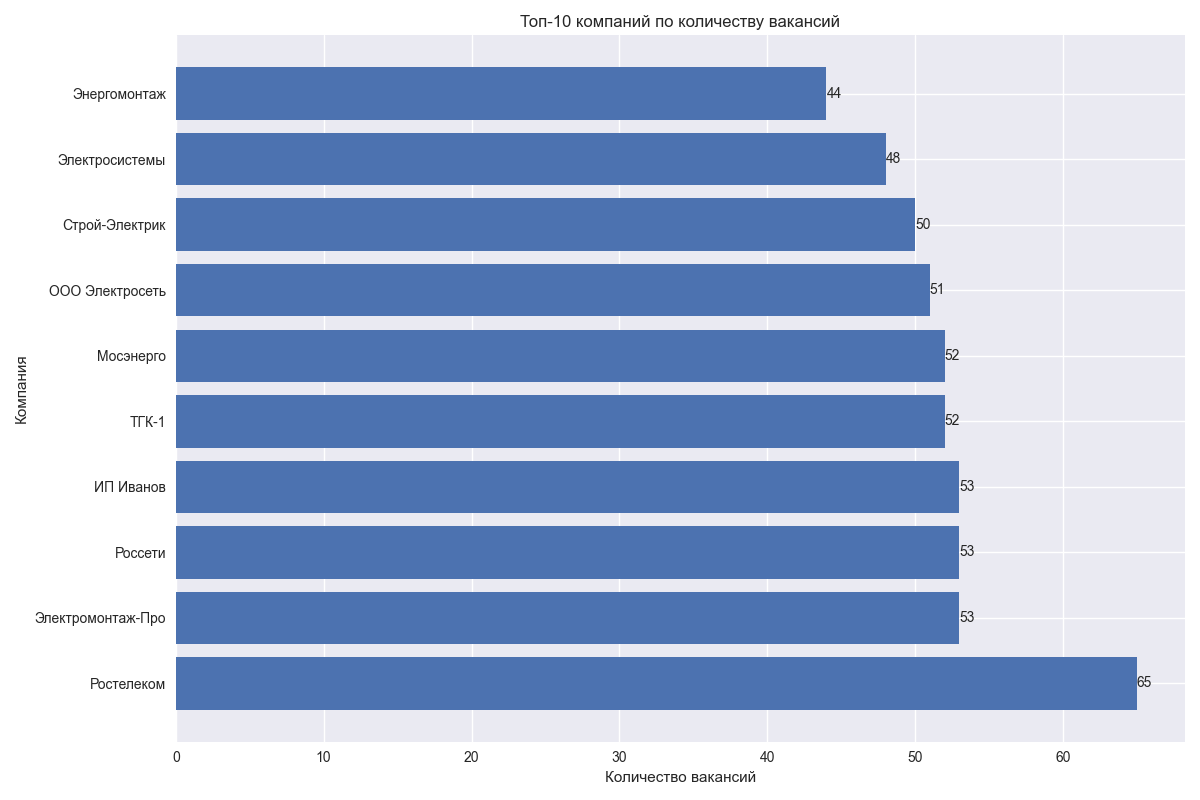 Топ-10 компаний по количеству вакансий
Энергомонтаж 44
Электросистемы 48
Строй-Электрик 50
ООО Электросеть 51
Мосэнерго 52
ТГК-1 52
ИП Иванов 53
Россети 53
Электромонтаж-Про 53
Ростелеком 65
Компания
0 10 20 30 40 50 60
Количество вакансий